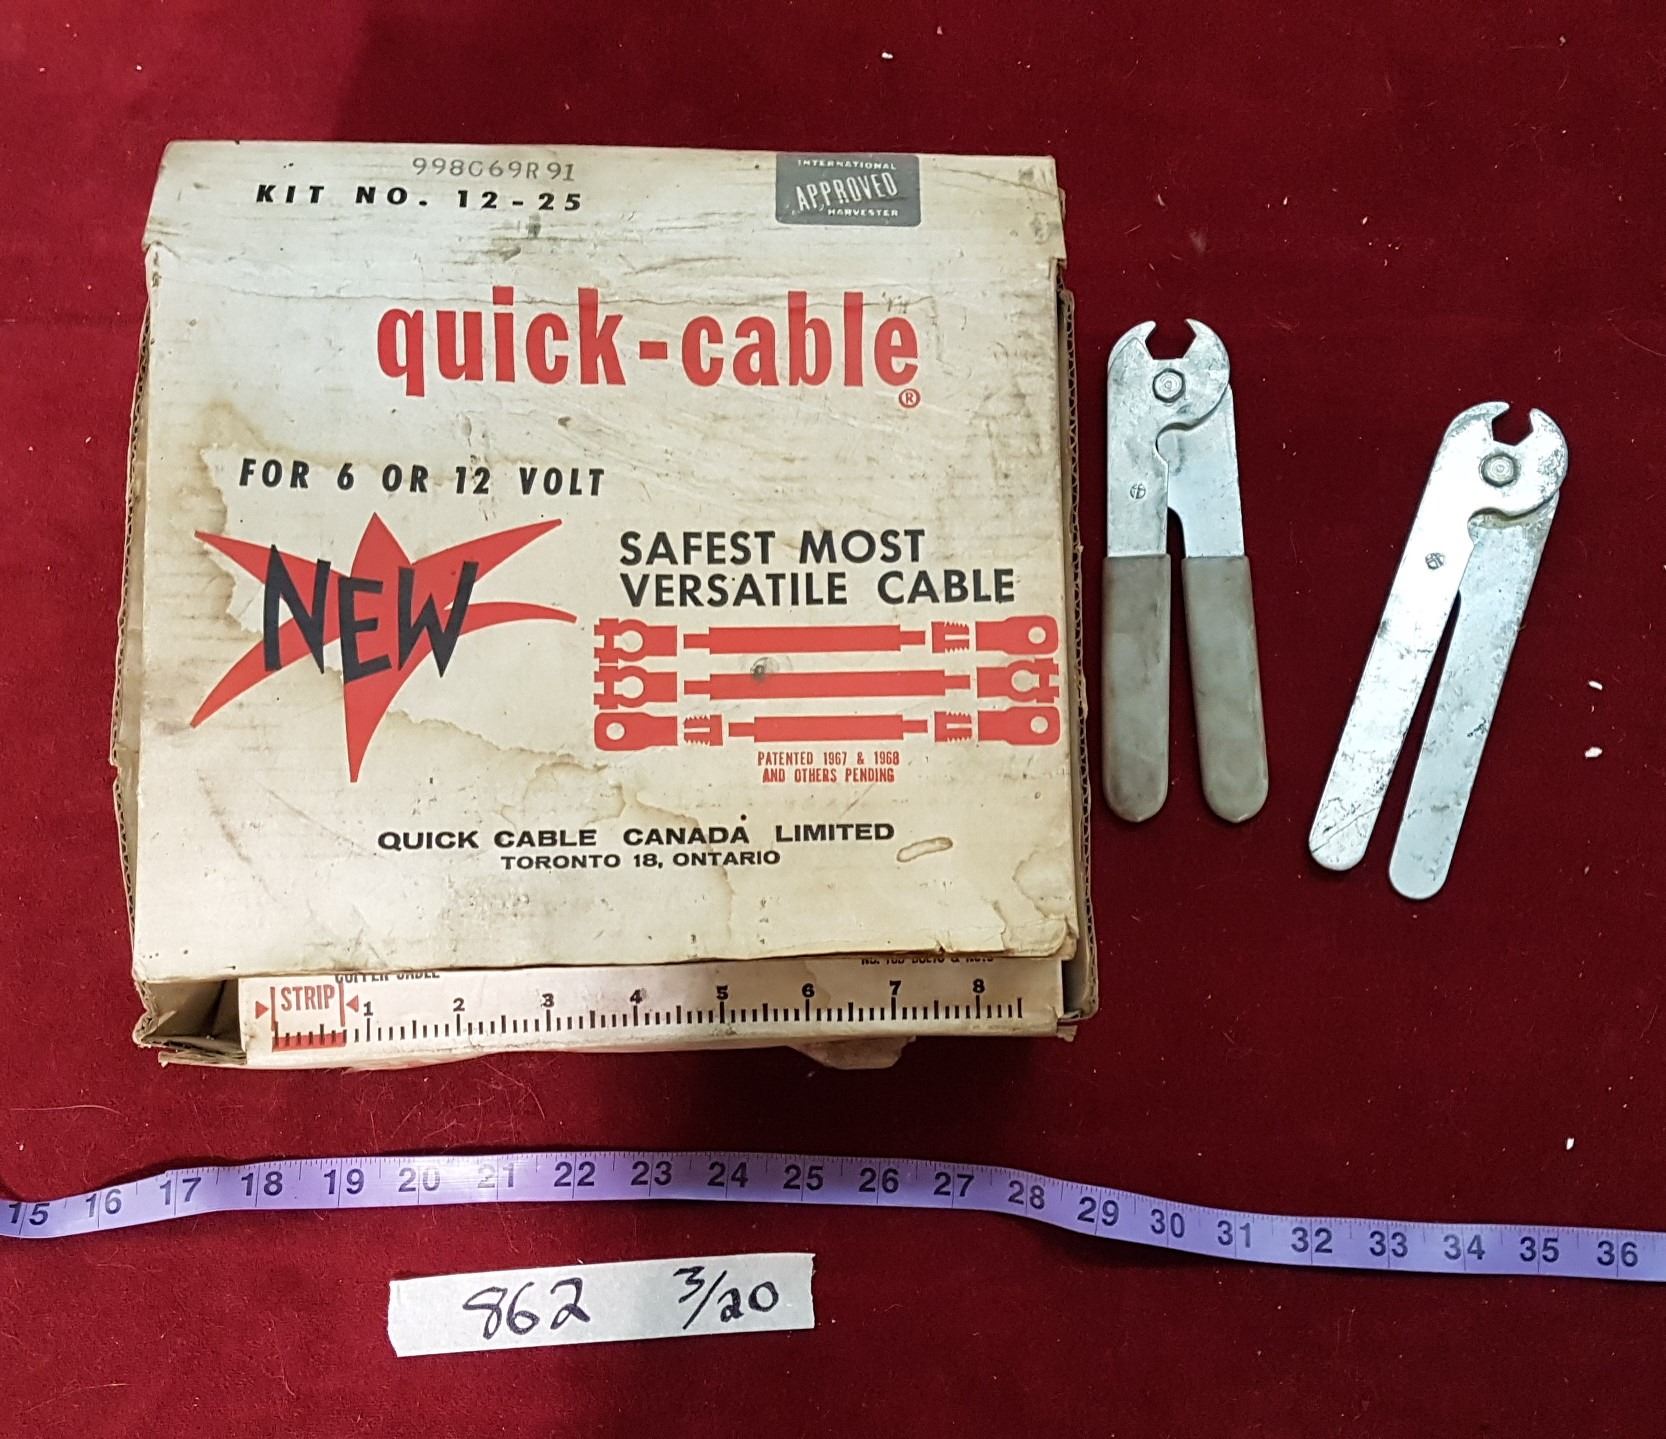 998C69R91
KIT NO. 12-25
INTERNATIONAL
APPROVED
HARVESTER
quick-cable
®
FOR 6 OR 12 VOLT
NEW
SAFEST MOST
VERSATILE CABLE
PATENTED 1967 & 1968
AND OTHERS PENDING
QUICK CABLE CANADA LIMITED
TORONTO 18, ONTARIO
COPPER CABLE
STRIP 1 2 3 4 5 6 7 8
15 16 17 18 19 20 21 22 23 24 25 26 27 28 29 30 31 32 33 34 35 36
862 3/20